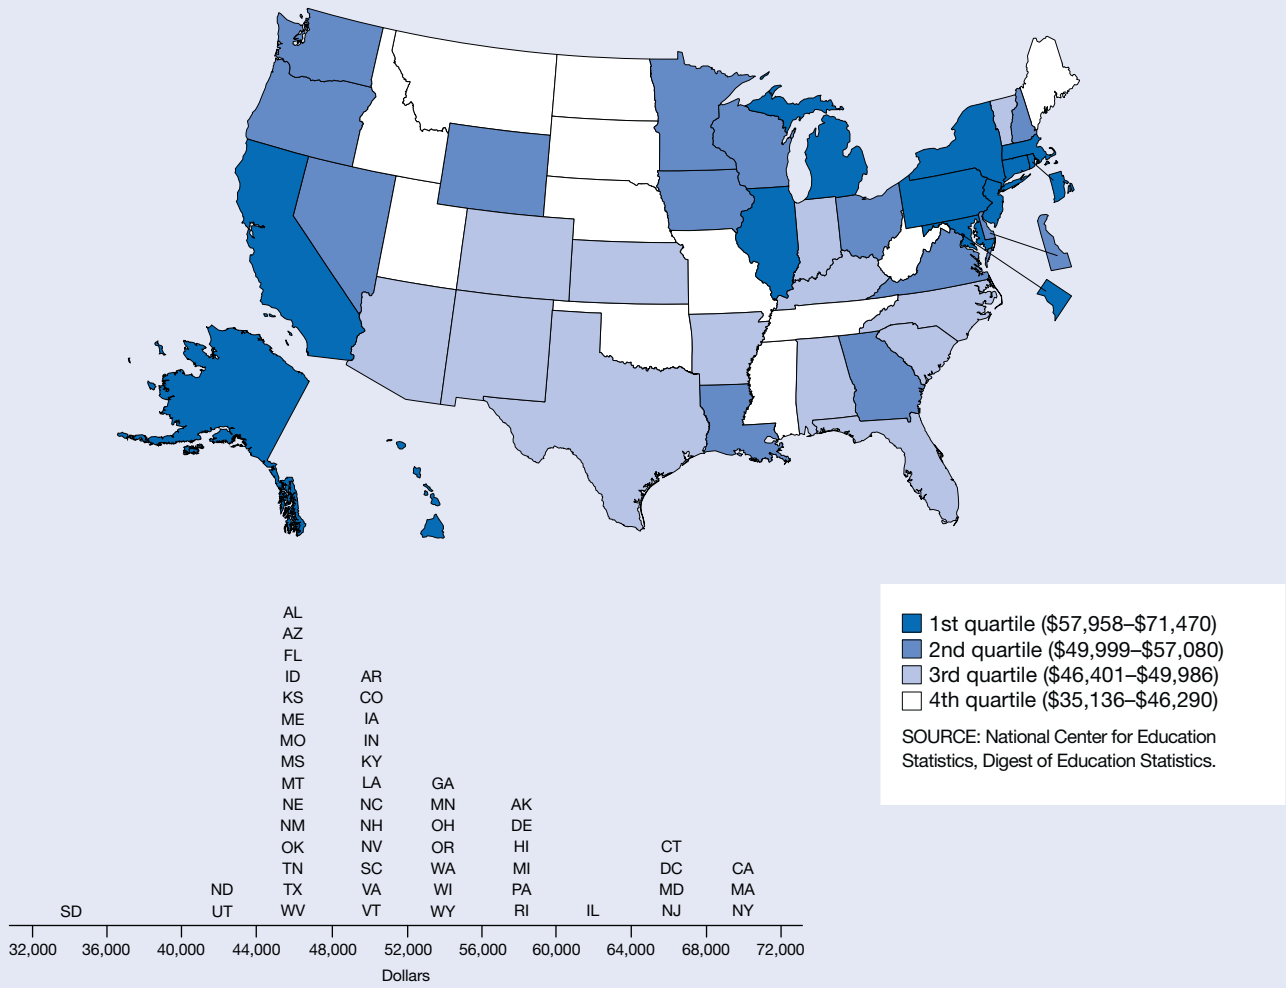 AL
AZ
FL
ID AR
KS CO
ME IA
MO IN
MS KY
MT LA GA
NE NC MN AK
NM NH OH DE
OK NV OR HI CT
TN SC WA MI DC CA
ND TX VA WI PA MD MA
SD UT WV VT WY RI IL NJ NY
32,000 36,000 40,000 44,000 48,000 52,000 56,000 60,000 64,000 68,000 72,000
Dollars
1st quartile ($57,958–$71,470)
2nd quartile ($49,999–$57,080)
3rd quartile ($46,401–$49,986)
4th quartile ($35,136–$46,290)
SOURCE: National Center for Education
Statistics, Digest of Education Statistics.